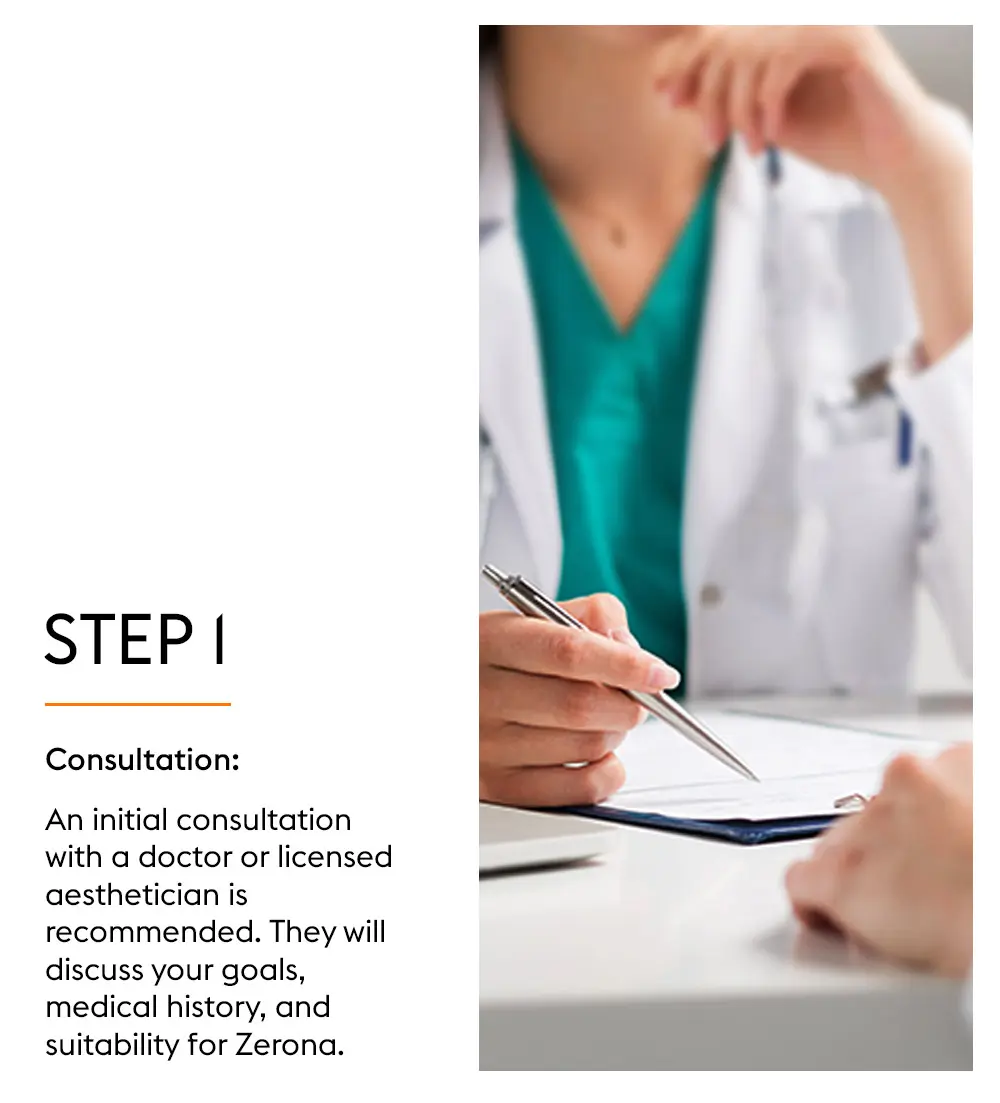 STEP 1
Consultation:
An initial consultation
with a doctor or licensed
aesthetician is
recommended. They will
discuss your goals,
medical history, and
suitability for Zerona.